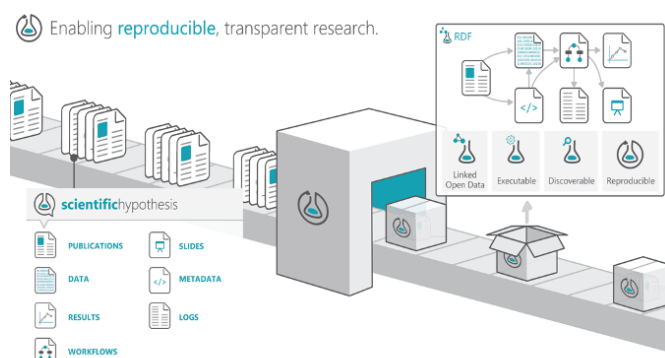 Enabling reproducible, transparent research.
RDF
</>
Linked
Open Data
Executable
Discoverable
Reproducible
scientifichypothesis
PUBLICATIONS
SLIDES
DATA
</>
METADATA
RESULTS
LOGS
WORKFLOWS